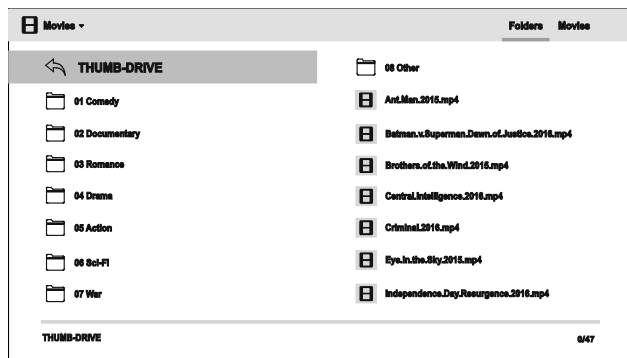 Movies
Folders
Movies
THUMB-DRIVE
01 Comedy
02 Documentary
03 Romance
04 Drama
05 Action
06 Sci-Fi
07 War
08 Other
Ant.Man.2015.mp4
Batman.v.Superman.Dawn.of.Justice.2016.mp4
Brothers.of.the.Wind.2015.mp4
Central.Intelligence.2016.mp4
Criminal.2016.mp4
Eye.in.the.Sky.2015.mp4
Independence.Day.Resurgence.2016.mp4
THUMB-DRIVE
0/47